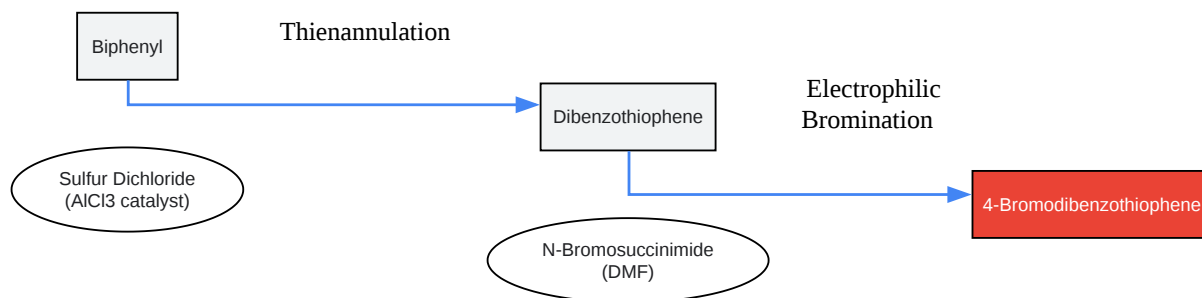 Biphenyl
Thienannulation
Dibenzothiophene
Electrophilic
Bromination
Sulfur Dichloride
(AlCl3 catalyst)
4-Bromodibenzothiophene
N-Bromosuccinimide
(DMF)